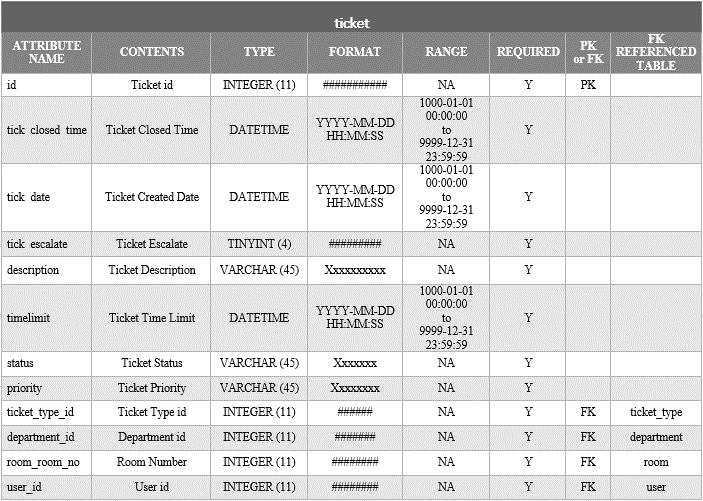 ticket
ATTRIBUTE NAME CONTENTS TYPE FORMAT RANGE REQUIRED PK or FK FK REFERENCED TABLE
id Ticket id INTEGER (11) ########### NA Y PK
tick closed time Ticket Closed Time DATETIME YYYY-MM-DD HH:MM:SS 1000-01-01 00:00:00 to 9999-12-31 23:59:59 Y
tick date Ticket Created Date DATETIME YYYY-MM-DD HH:MM:SS 1000-01-01 00:00:00 to 9999-12-31 23:59:59 Y
tick escalate Ticket Escalate TINYINT (4) ######### NA Y
description Ticket Description VARCHAR (45) Xxxxxxxxxx NA Y
timelimit Ticket Time Limit DATETIME YYYY-MM-DD HH:MM:SS 1000-01-01 00:00:00 to 9999-12-31 23:59:59 Y
status Ticket Status VARCHAR (45) Xxxxxxx NA Y
priority Ticket Priority VARCHAR (45) Xxxxxxxx NA Y
ticket_type_id Ticket Type id INTEGER (11) ###### NA Y FK ticket_type
department_id Department id INTEGER (11) ####### NA Y FK department
room_room_no Room Number INTEGER (11) ######## NA Y FK room
user_id User id INTEGER (11) ######## NA Y FK user